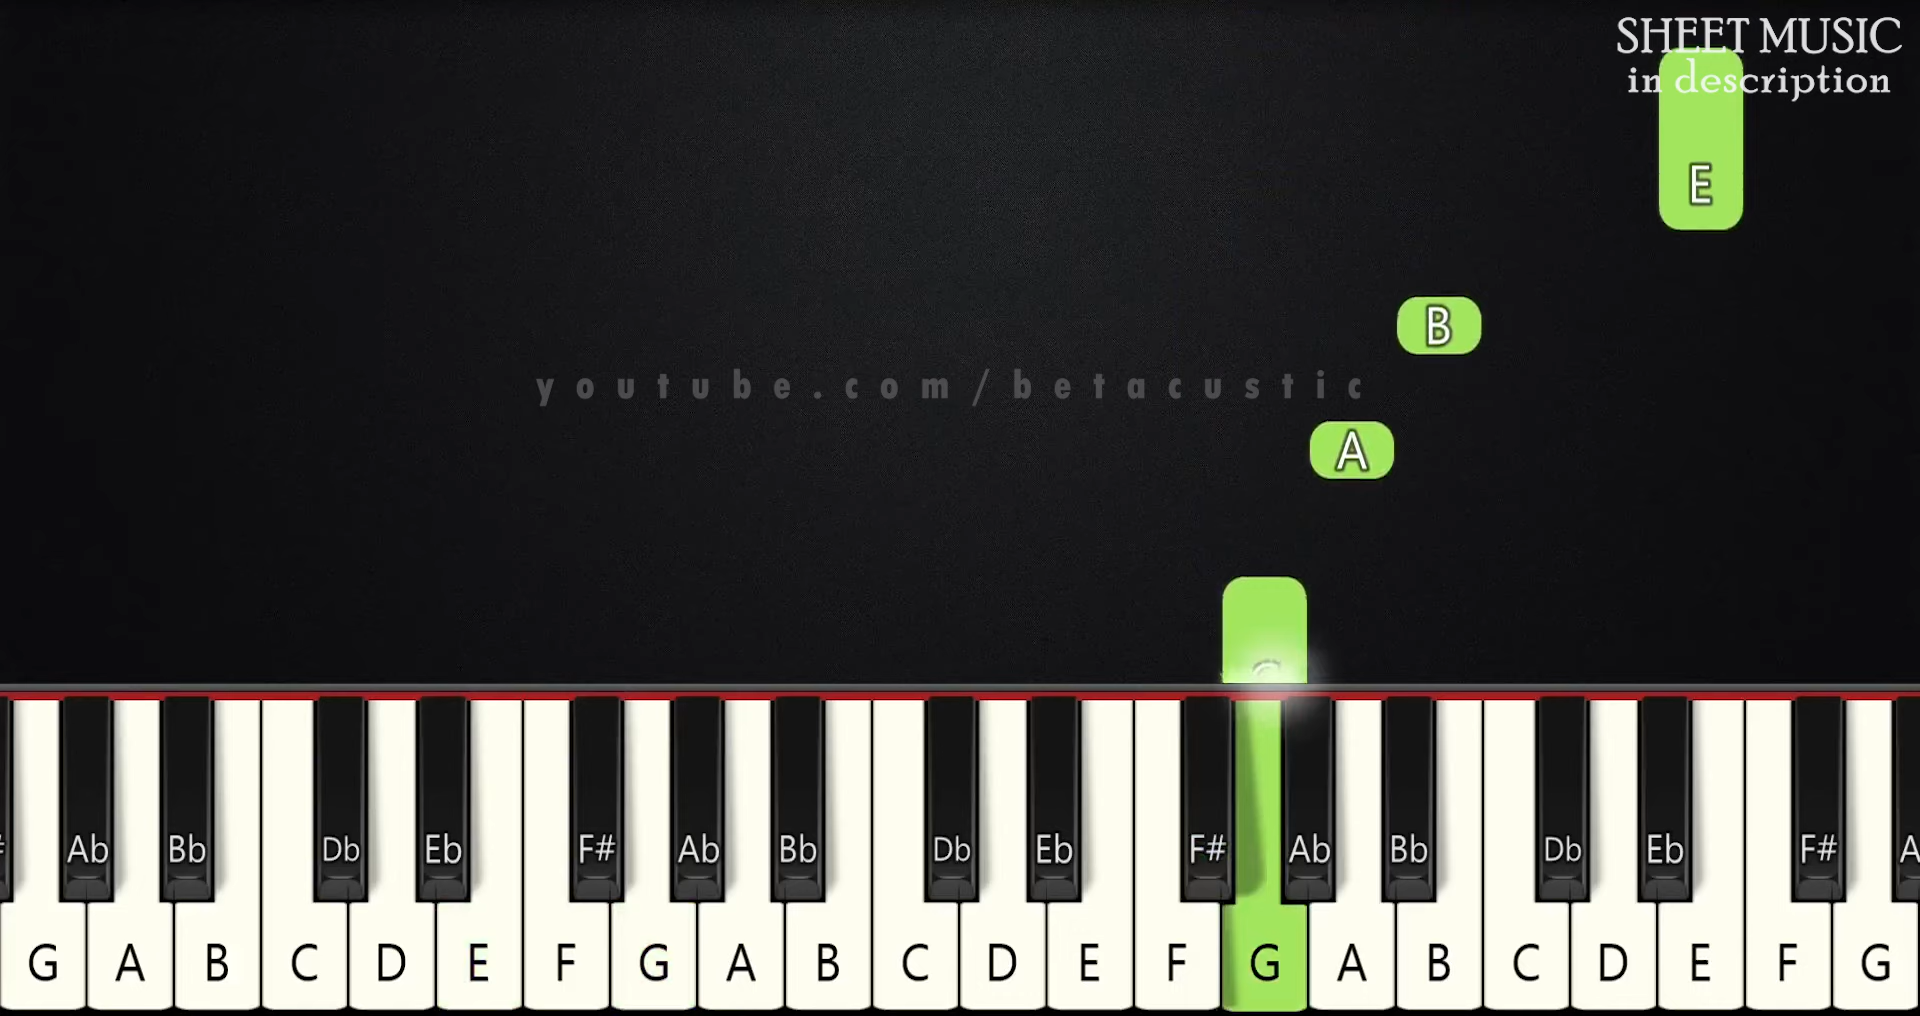 SHEET MUSIC
in description
E
B
youtube.com/betacustic
A
Ab Bb Db Eb F# Ab Bb Db Eb F# Ab Bb Db Eb F#
G A B C D E F G A B C D E F G A B C D E F G